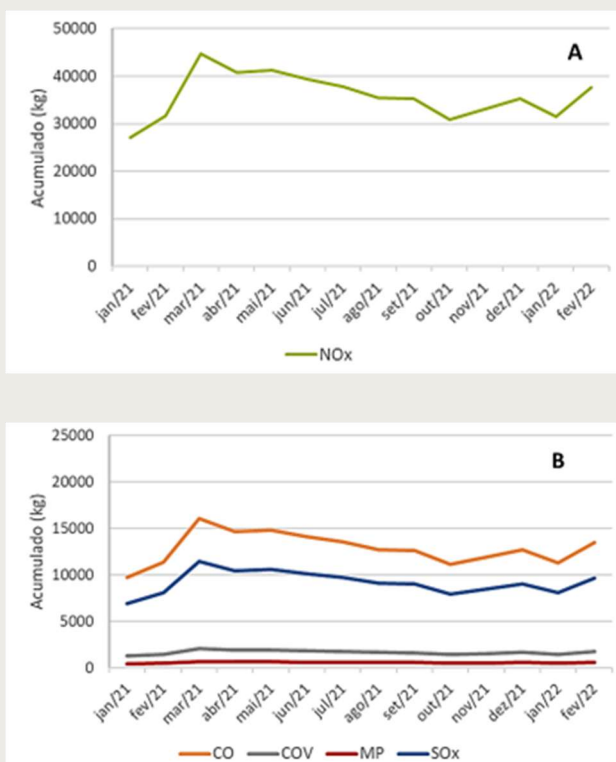 50000
A
40000
30000
20000
10000
0
Acumulado (kg)
jan/21 fev/21 mar/21 abr/21 mai/21 jun/21 jul/21 ago/21 set/21 out/21 nov/21 dez/21 jan/22 fev/22
NOx
25000
B
20000
15000
10000
5000
0
Acumulado (kg)
jan/21 fev/21 mar/21 abr/21 mai/21 jun/21 jul/21 ago/21 set/21 out/21 nov/21 dez/21 jan/22 fev/22
CO COV MP SOx